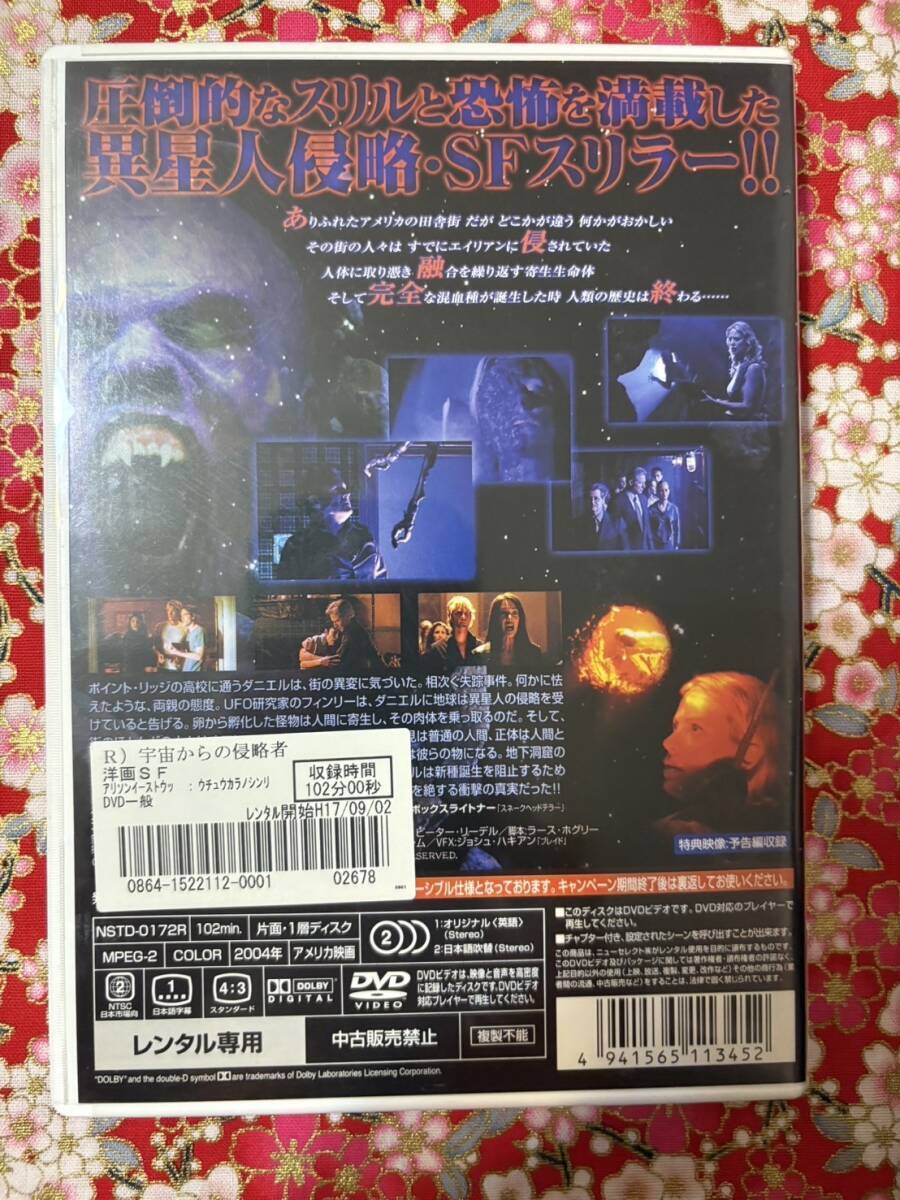 圧倒的なスリルと恐怖を満載した
異星人侵略・SFスリラー!!
ありふれたアメリカの田舎街 だが どこかが違う 何かがおかしい
その街の人々は すでにエイリアンに侵されていた
人体に取り憑き 融合を繰り返す寄生生命体
そして完全な混血種が誕生した時 人類の歴史は終わる……
ポイント・リッジの高校に通うダニエルは、街の異変に気づいた。相次ぐ失踪事件。何かに怯
えたような、両親の態度。UFO研究家のフィンリーは、ダニエルに地球は異星人の侵略を受
けていると告げる。卵から孵化した怪物は人間に寄生し、その肉体を乗っ取るのだ。そして、
見は普通の人間、正体は人間と
は彼らの物になる。地下洞窟の
ルは新種誕生を阻止するため
を絶する衝撃の真実だった!!
ボックスライトナー「スネークヘッドテラー」
ピーター・リーデル/脚本:ラース・ホグリー
ム/VFX:ジョシュ・ハキアン「ブレイド」
SERVED.
特典映像:予告編収録
R）宇宙からの侵略者
洋画SF
アリソンイーストウッ : ウチュウカラノシンリ
DVD一般
収録時間
102分00秒
レンタル開始H17/09/02
0864-1522112-0001
02678
ーシブル仕様となっております。キャンペーン期間終了後は裏返してお使いください。
NSTD-0172R
102min.
片面・1層ディスク
MPEG-2
COLOR
2004年
アメリカ映画
2
1:オリジナル〈英語〉
(Stereo)
2:日本語吹替(Stereo)
2
NTSC
日本市場向
1
日本語字幕
4:3
スタンダード
DOLBY
DIGITAL
DVD
VIDEO
DVDビデオは、映像と音声を高密度
に記録したディスクです。DVDビデオ
対応プレイヤーで再生してください。
レンタル専用
中古販売禁止
複製不能
■このディスクはDVDビデオです。DVD対応のプレイヤーで
再生してください。
■チャプター付き、設定されたシーンを呼び出すことが出来ます。
4 941565 113452
"DOLBY" and the double-D symbol are trademarks of Dolby Laboratories Licensing Corporation.